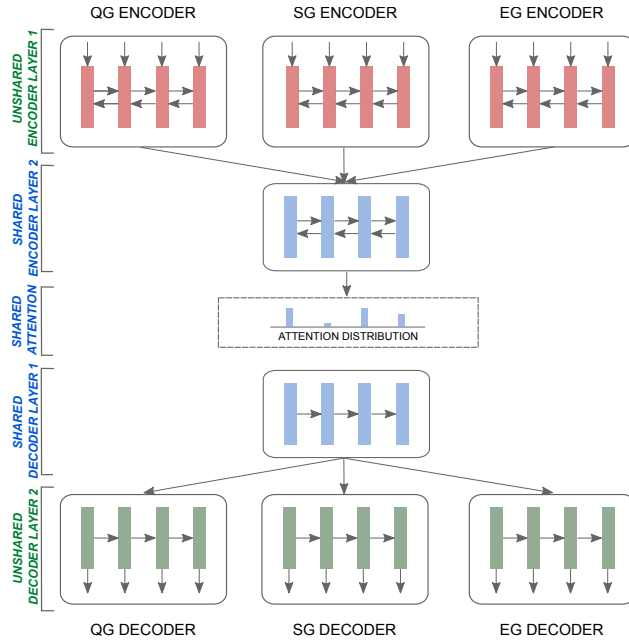 QG ENCODER
SG ENCODER
EG ENCODER
UNSHARED
ENCODER LAYER 1
SHARED
ENCODER LAYER 2
SHARED
ATTENTION
ATTENTION DISTRIBUTION
SHARED
DECODER LAYER 1
UNSHARED
DECODER LAYER 2
QG DECODER
SG DECODER
EG DECODER